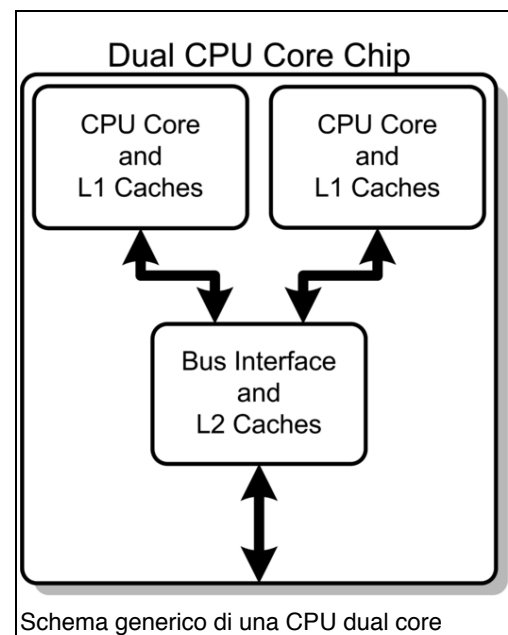 Dual CPU Core Chip
CPU Core
and
L1 Caches
CPU Core
and
L1 Caches
Bus Interface
and
L2 Caches
Schema generico di una CPU dual core